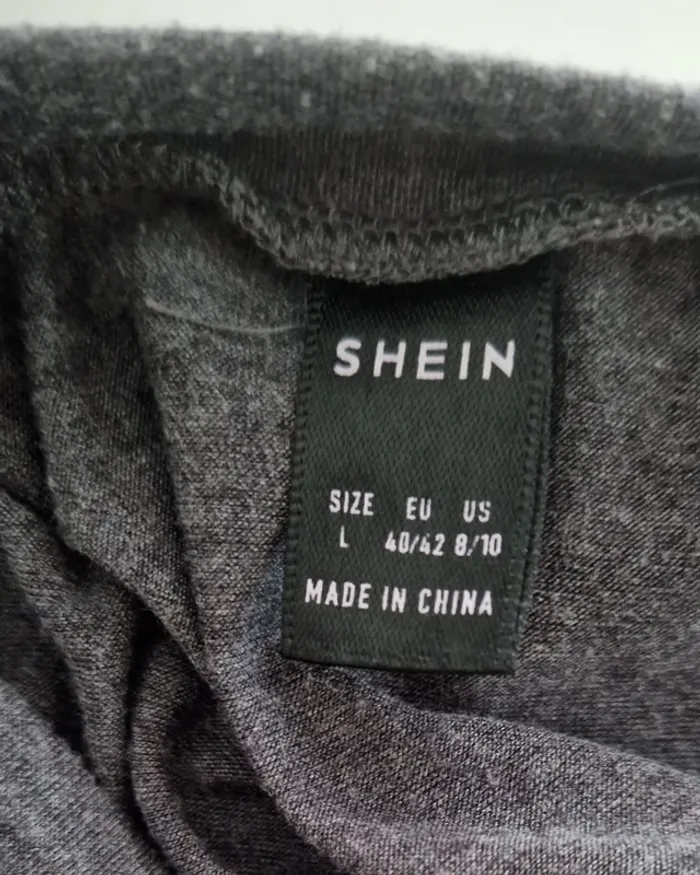 SHEIN
SIZE EU US
L 40/42 8/10
MADE IN CHINA